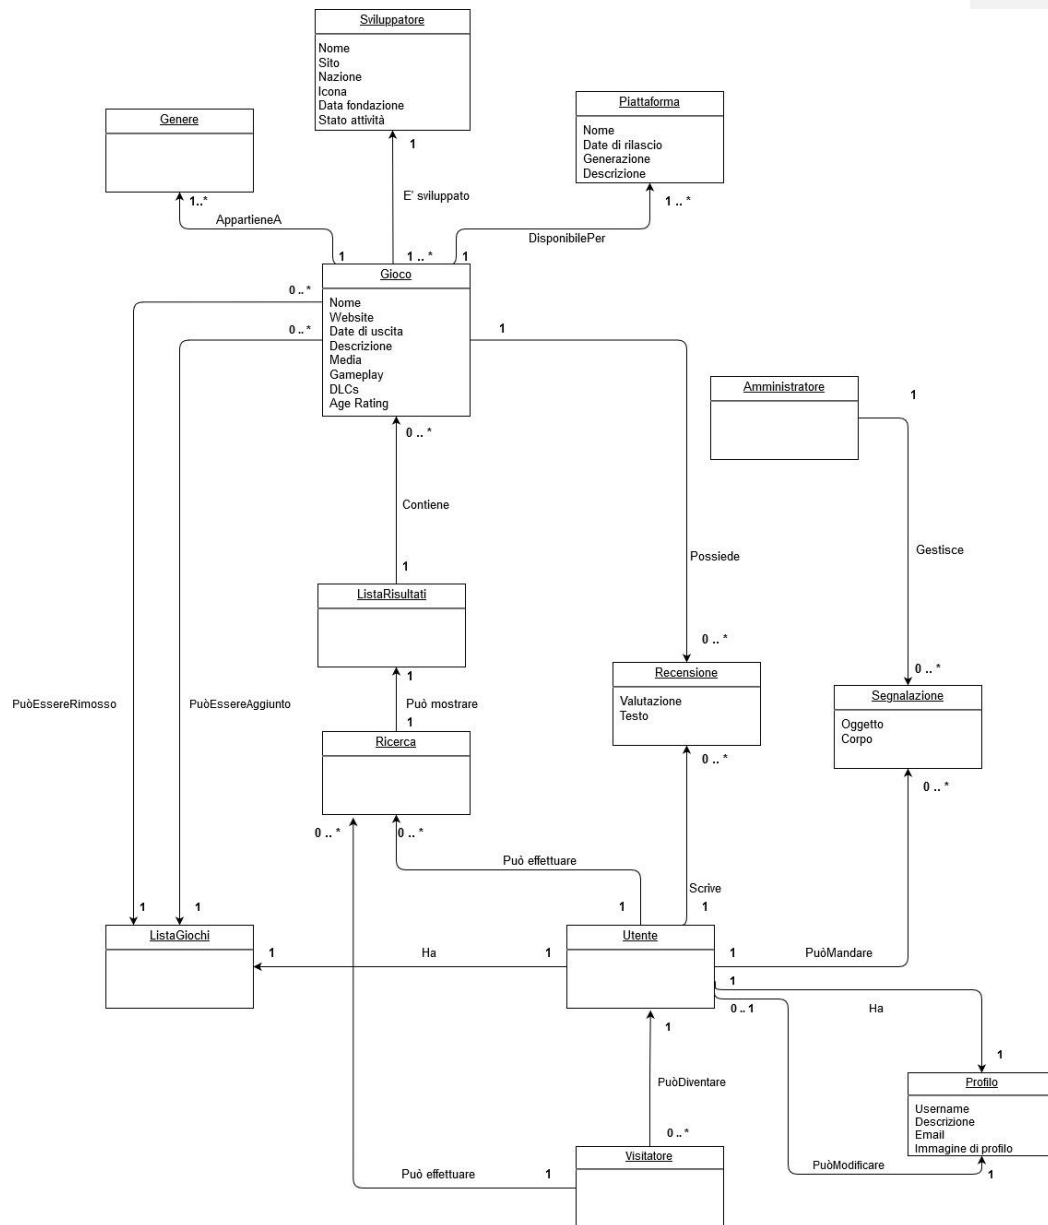 Sviluppatore
Nome
Sito
Nazione
Icona
Data fondazione
Stato attività
1
Genere
1..*
AppartieneA
1
E' sviluppato
1 .. *
Piattaforma
Nome
Date di rilascio
Generazione
Descrizione
1 .. *
DisponibilePer
1
Gioco
Nome
Website
Date di uscita
Descrizione
Media
Gameplay
DLCs
Age Rating
0 .. *
0 .. *
1
0 .. *
Contiene
1
ListaRisultati
1
Può mostrare
1
Ricerca
0 .. *
0 .. *
Amministratore
1
Gestisce
0 .. *
Possiede
0 .. *
Recensione
Valutazione
Testo
0 .. *
Segnalazione
Oggetto
Corpo
0 .. *
PuòEssereRimosso
PuòEssereAggiunto
Può effettuare
Scrive
1
1
1
1
ListaGiochi
1
Ha
1
Utente
1
PuòMandare
1
0 .. 1
Ha
1
1
PuòDiventare
0 .. *
Profilo
Username
Descrizione
Email
Immagine di profilo
PuòModificare
1
Può effettuare
1
Visitatore